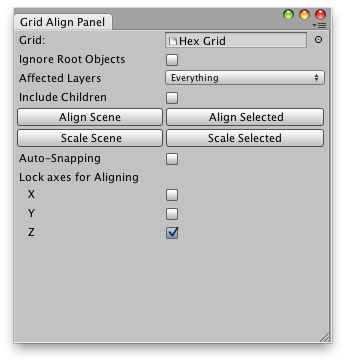 Grid Align Panel
Grid: Hex Grid
Ignore Root Objects
Affected Layers Everything
Include Children
Align Scene Align Selected
Scale Scene Scale Selected
Auto-Snapping
Lock axes for Aligning
X
Y
Z